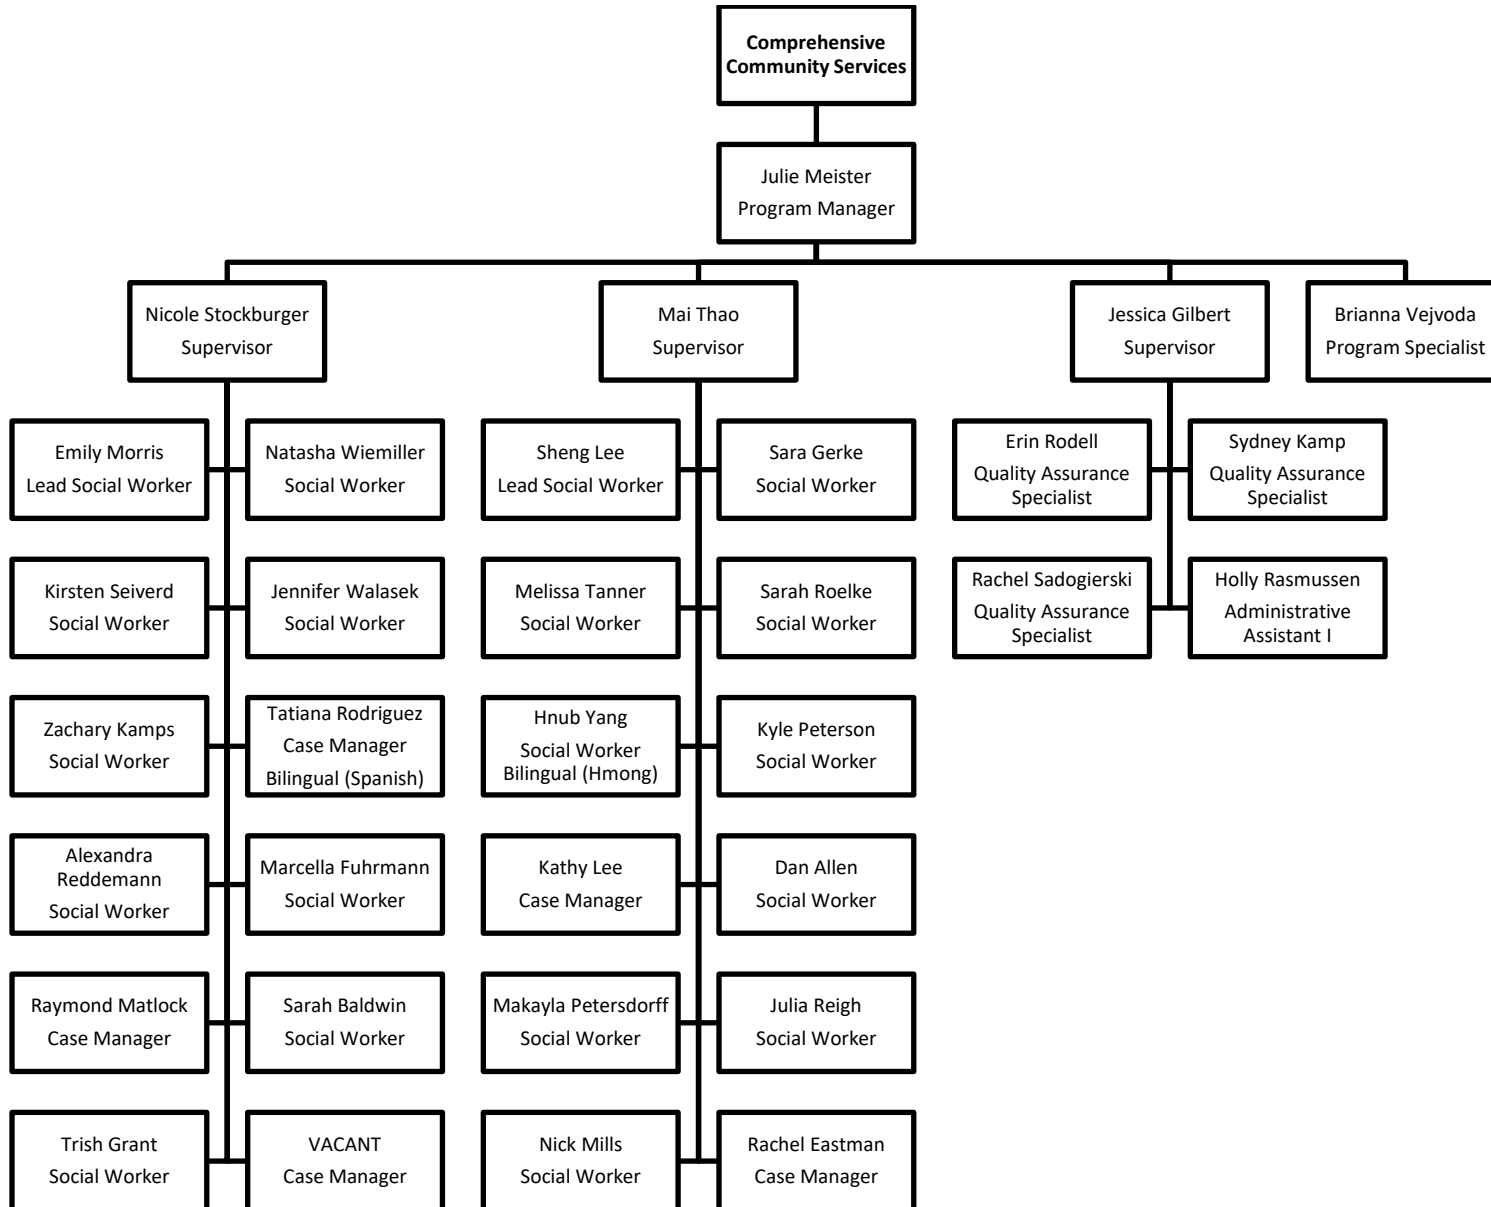 Comprehensive
Community Services
Julie Meister
Program Manager
Nicole Stockburger
Supervisor
Mai Thao
Supervisor
Jessica Gilbert
Supervisor
Brianna Vejvoda
Program Specialist
Emily Morris
Lead Social Worker
Natasha Wiemiller
Social Worker
Sheng Lee
Lead Social Worker
Sara Gerke
Social Worker
Erin Rodell
Quality Assurance
Specialist
Sydney Kamp
Quality Assurance
Specialist
Kirsten Seiverd
Social Worker
Jennifer Walasek
Social Worker
Melissa Tanner
Social Worker
Sarah Roelke
Social Worker
Rachel Sadogierski
Quality Assurance
Specialist
Holly Rasmussen
Administrative
Assistant I
Zachary Kamps
Social Worker
Tatiana Rodriguez
Case Manager
Bilingual (Spanish)
Hnub Yang
Social Worker
Bilingual (Hmong)
Kyle Peterson
Social Worker
Alexandra
Reddemann
Social Worker
Marcella Fuhrmann
Social Worker
Kathy Lee
Case Manager
Dan Allen
Social Worker
Raymond Matlock
Case Manager
Sarah Baldwin
Social Worker
Makayla Petersdorff
Social Worker
Julia Reigh
Social Worker
Trish Grant
Social Worker
VACANT
Case Manager
Nick Mills
Social Worker
Rachel Eastman
Case Manager